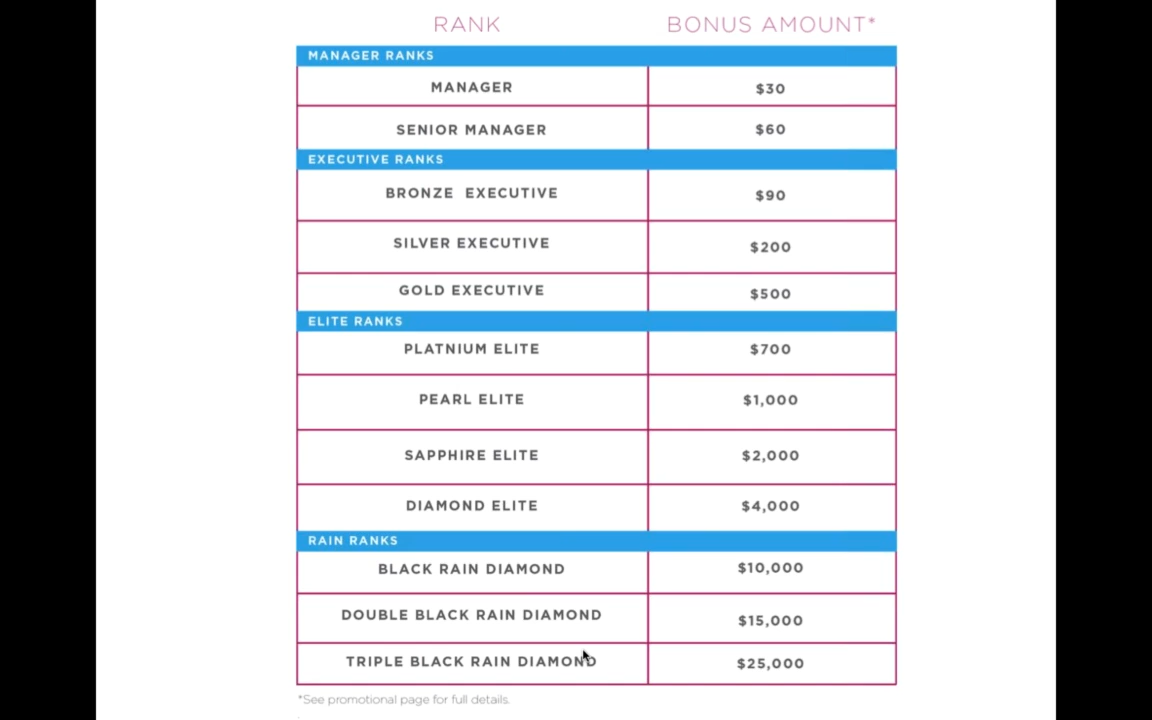 RANK BONUS AMOUNT*
MANAGER RANKS
MANAGER $30
SENIOR MANAGER $60
EXECUTIVE RANKS
BRONZE EXECUTIVE $90
SILVER EXECUTIVE $200
GOLD EXECUTIVE $500
ELITE RANKS
PLATNIUM ELITE $700
PEARL ELITE $1,000
SAPPHIRE ELITE $2,000
DIAMOND ELITE $4,000
RAIN RANKS
BLACK RAIN DIAMOND $10,000
DOUBLE BLACK RAIN DIAMOND $15,000
TRIPLE BLACK RAIN DIAMOND $25,000
*See promotional page for full details.